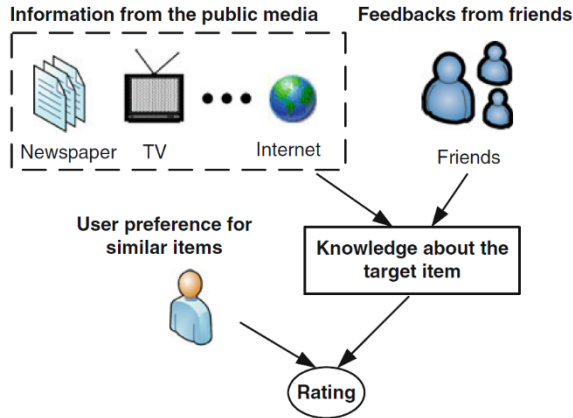 Information from the public media
Feedbacks from friends
Newspaper
TV
Internet
Friends
User preference for
similar items
Knowledge about the
target item
Rating